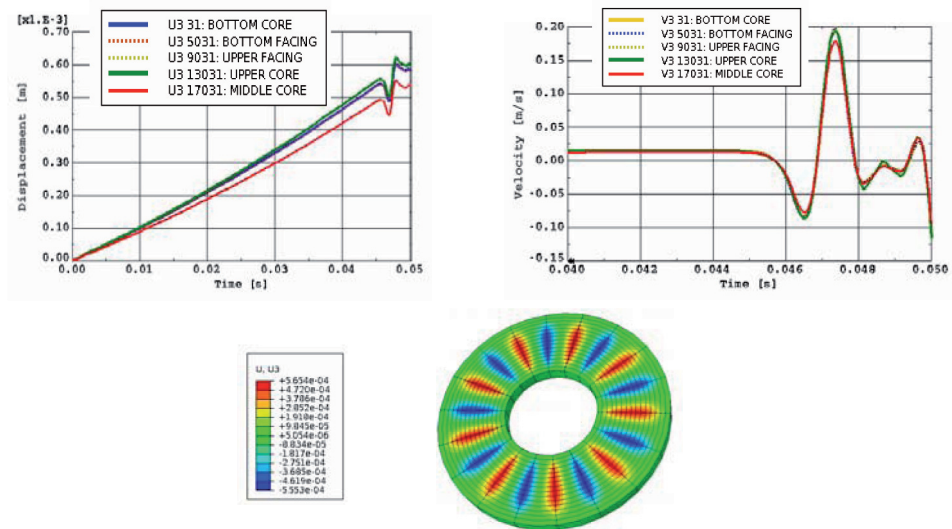 [x1.E-3]
0.70
0.60
0.50
0.40
0.30
0.20
0.10
0.00
Displacement [m]
U3 31: BOTTOM CORE
U3 5031: BOTTOM FACING
U3 9031: UPPER FACING
U3 13031: UPPER CORE
U3 17031: MIDDLE CORE
0.00 0.01 0.02 0.03 0.04 0.05
Time [s]
0.20
0.15
0.10
0.05
0.00
-0.05
-0.10
-0.15
Velocity [m/s]
V3 31: BOTTOM CORE
V3 5031: BOTTOM FACING
V3 9031: UPPER FACING
V3 13031: UPPER CORE
V3 17031: MIDDLE CORE
0.040 0.042 0.044 0.046 0.048 0.050
Time [s]
U, U3
+5.654e-04
+4.720e-04
+3.786e-04
+2.852e-04
+1.918e-04
+9.845e-05
+5.054e-06
-8.834e-05
-1.817e-04
-2.751e-04
-3.685e-04
-4.619e-04
-5.553e-04